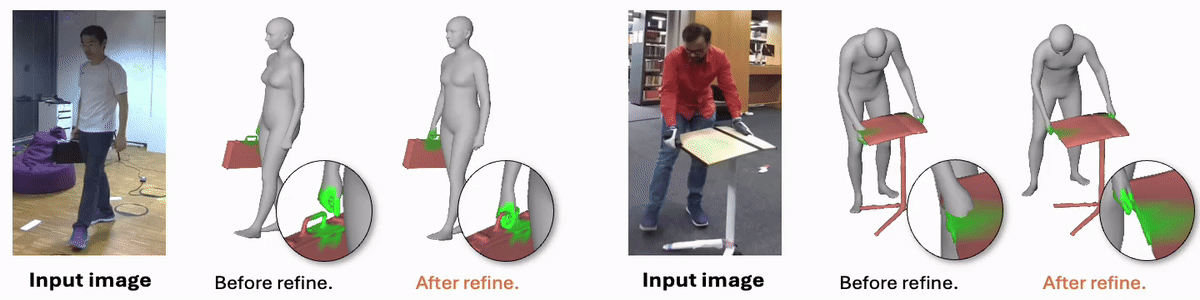 Input image
Before refine.
After refine.
Input image
Before refine.
After refine.